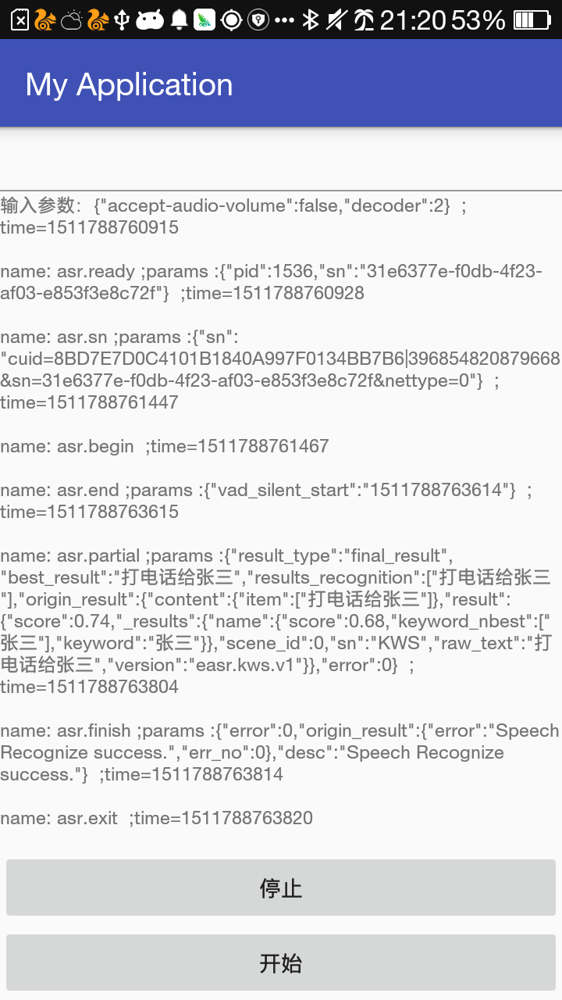 21:20 53%
My Application
输入参数：{"accept-audio-volume":false,"decoder":2}  ;
time=1511788760915
name: asr.ready ;params :{"pid":1536,"sn":"31e6377e-f0db-4f23-
af03-e853f3e8c72f"}  ;time=1511788760928
name: asr.sn ;params :{"sn":
"cuid=8BD7E7D0C4101B1840A997F0134BB7B6|396854820879668
&sn=31e6377e-f0db-4f23-af03-e853f3e8c72f&nettype=0"}  ;
time=1511788761447
name: asr.begin  ;time=1511788761467
name: asr.end ;params :{"vad_silent_start":"1511788763614"}  ;
time=1511788763615
name: asr.partial ;params :{"result_type":"final_result",
"best_result":"打电话给张三","results_recognition":["打电话给张三
"],"origin_result":{"content":{"item":["打电话给张三"]},"result":
{"score":0.74,"_results":{"name":{"score":0.68,"keyword_nbest":["
张三"],"keyword":"张三"}},"scene_id":0,"sn":"KWS","raw_text":"打
电话给张三","version":"easr.kws.v1"}},"error":0}  ;
time=1511788763804
name: asr.finish ;params :{"error":0,"origin_result":{"error":"Speech
Recognize success.","err_no":0},"desc":"Speech Recognize
success."}  ;time=1511788763814
name: asr.exit  ;time=1511788763820
停止
开始